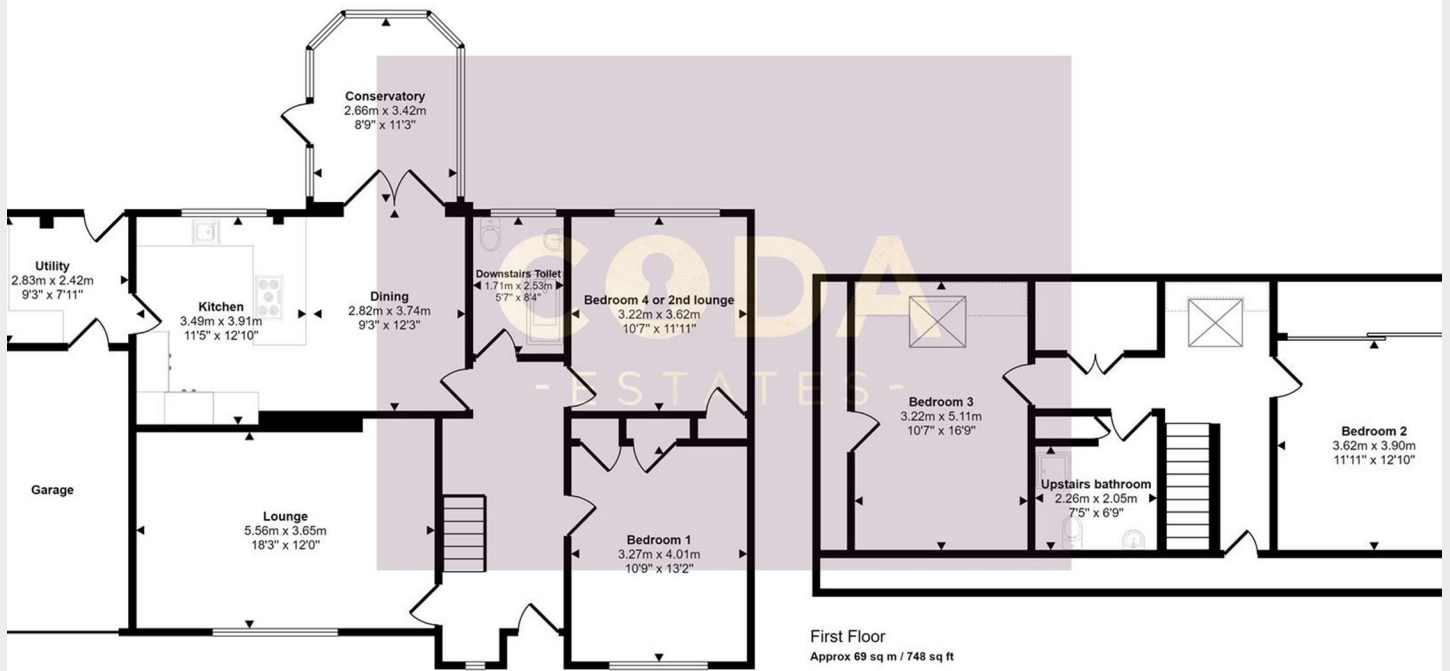 Conservatory
2.66m x 3.42m
8'9" x 11'3"
Utility
2.83m x 2.42m
9'3" x 7'11"
Kitchen
3.49m x 3.91m
11'5" x 12'10"
Dining
2.82m x 3.74m
9'3" x 12'3"
Downstairs Toilet
1.71m x 2.53m
5'7" x 8'4"
Bedroom 4 or 2nd lounge
3.22m x 3.62m
10'7" x 11'11"
CODA
- ESTATES -
Garage
Lounge
5.56m x 3.65m
18'3" x 12'0"
Bedroom 1
3.27m x 4.01m
10'9" x 13'2"
Bedroom 3
3.22m x 5.11m
10'7" x 16'9"
Upstairs bathroom
2.26m x 2.05m
7'5" x 6'9"
Bedroom 2
3.62m x 3.90m
11'11" x 12'10"
First Floor
Approx 69 sq m / 748 sq ft